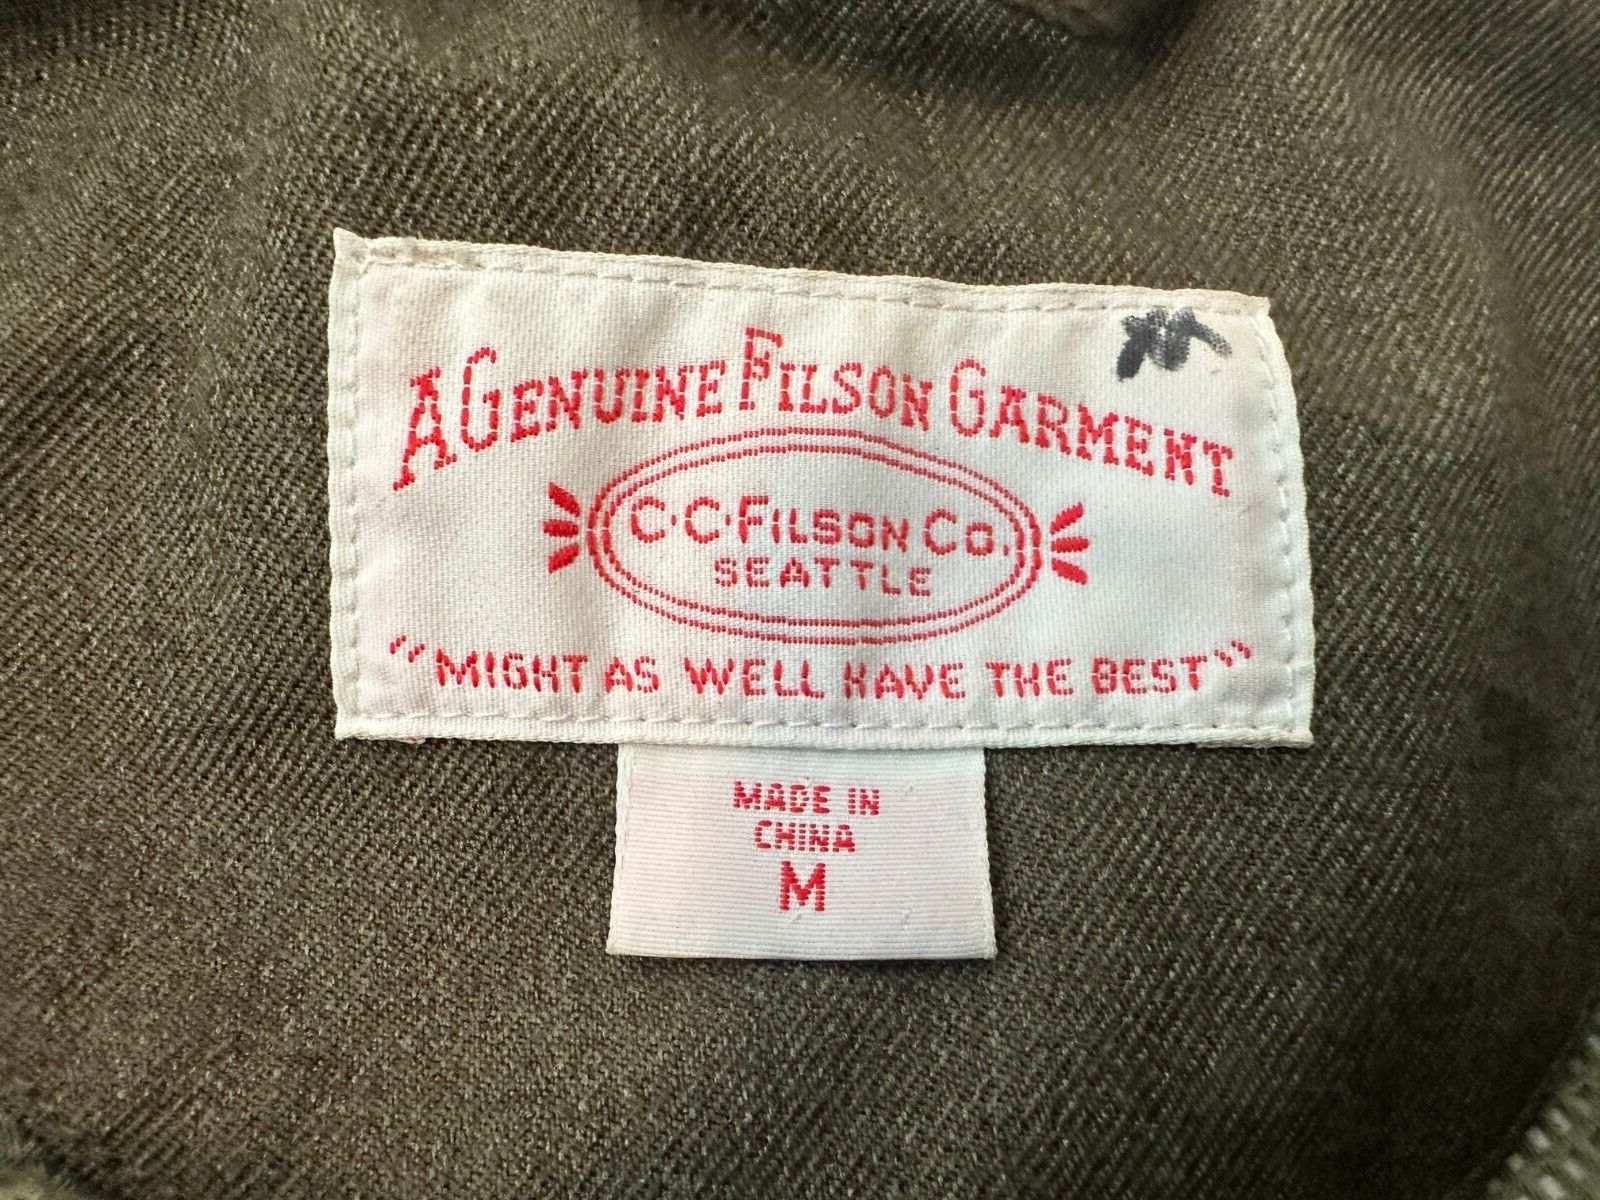 A GENUINE FILSON GARMENT
C·C·FILSON CO.
SEATTLE
"MIGHT AS WELL HAVE THE BEST"
MADE IN
CHINA
M